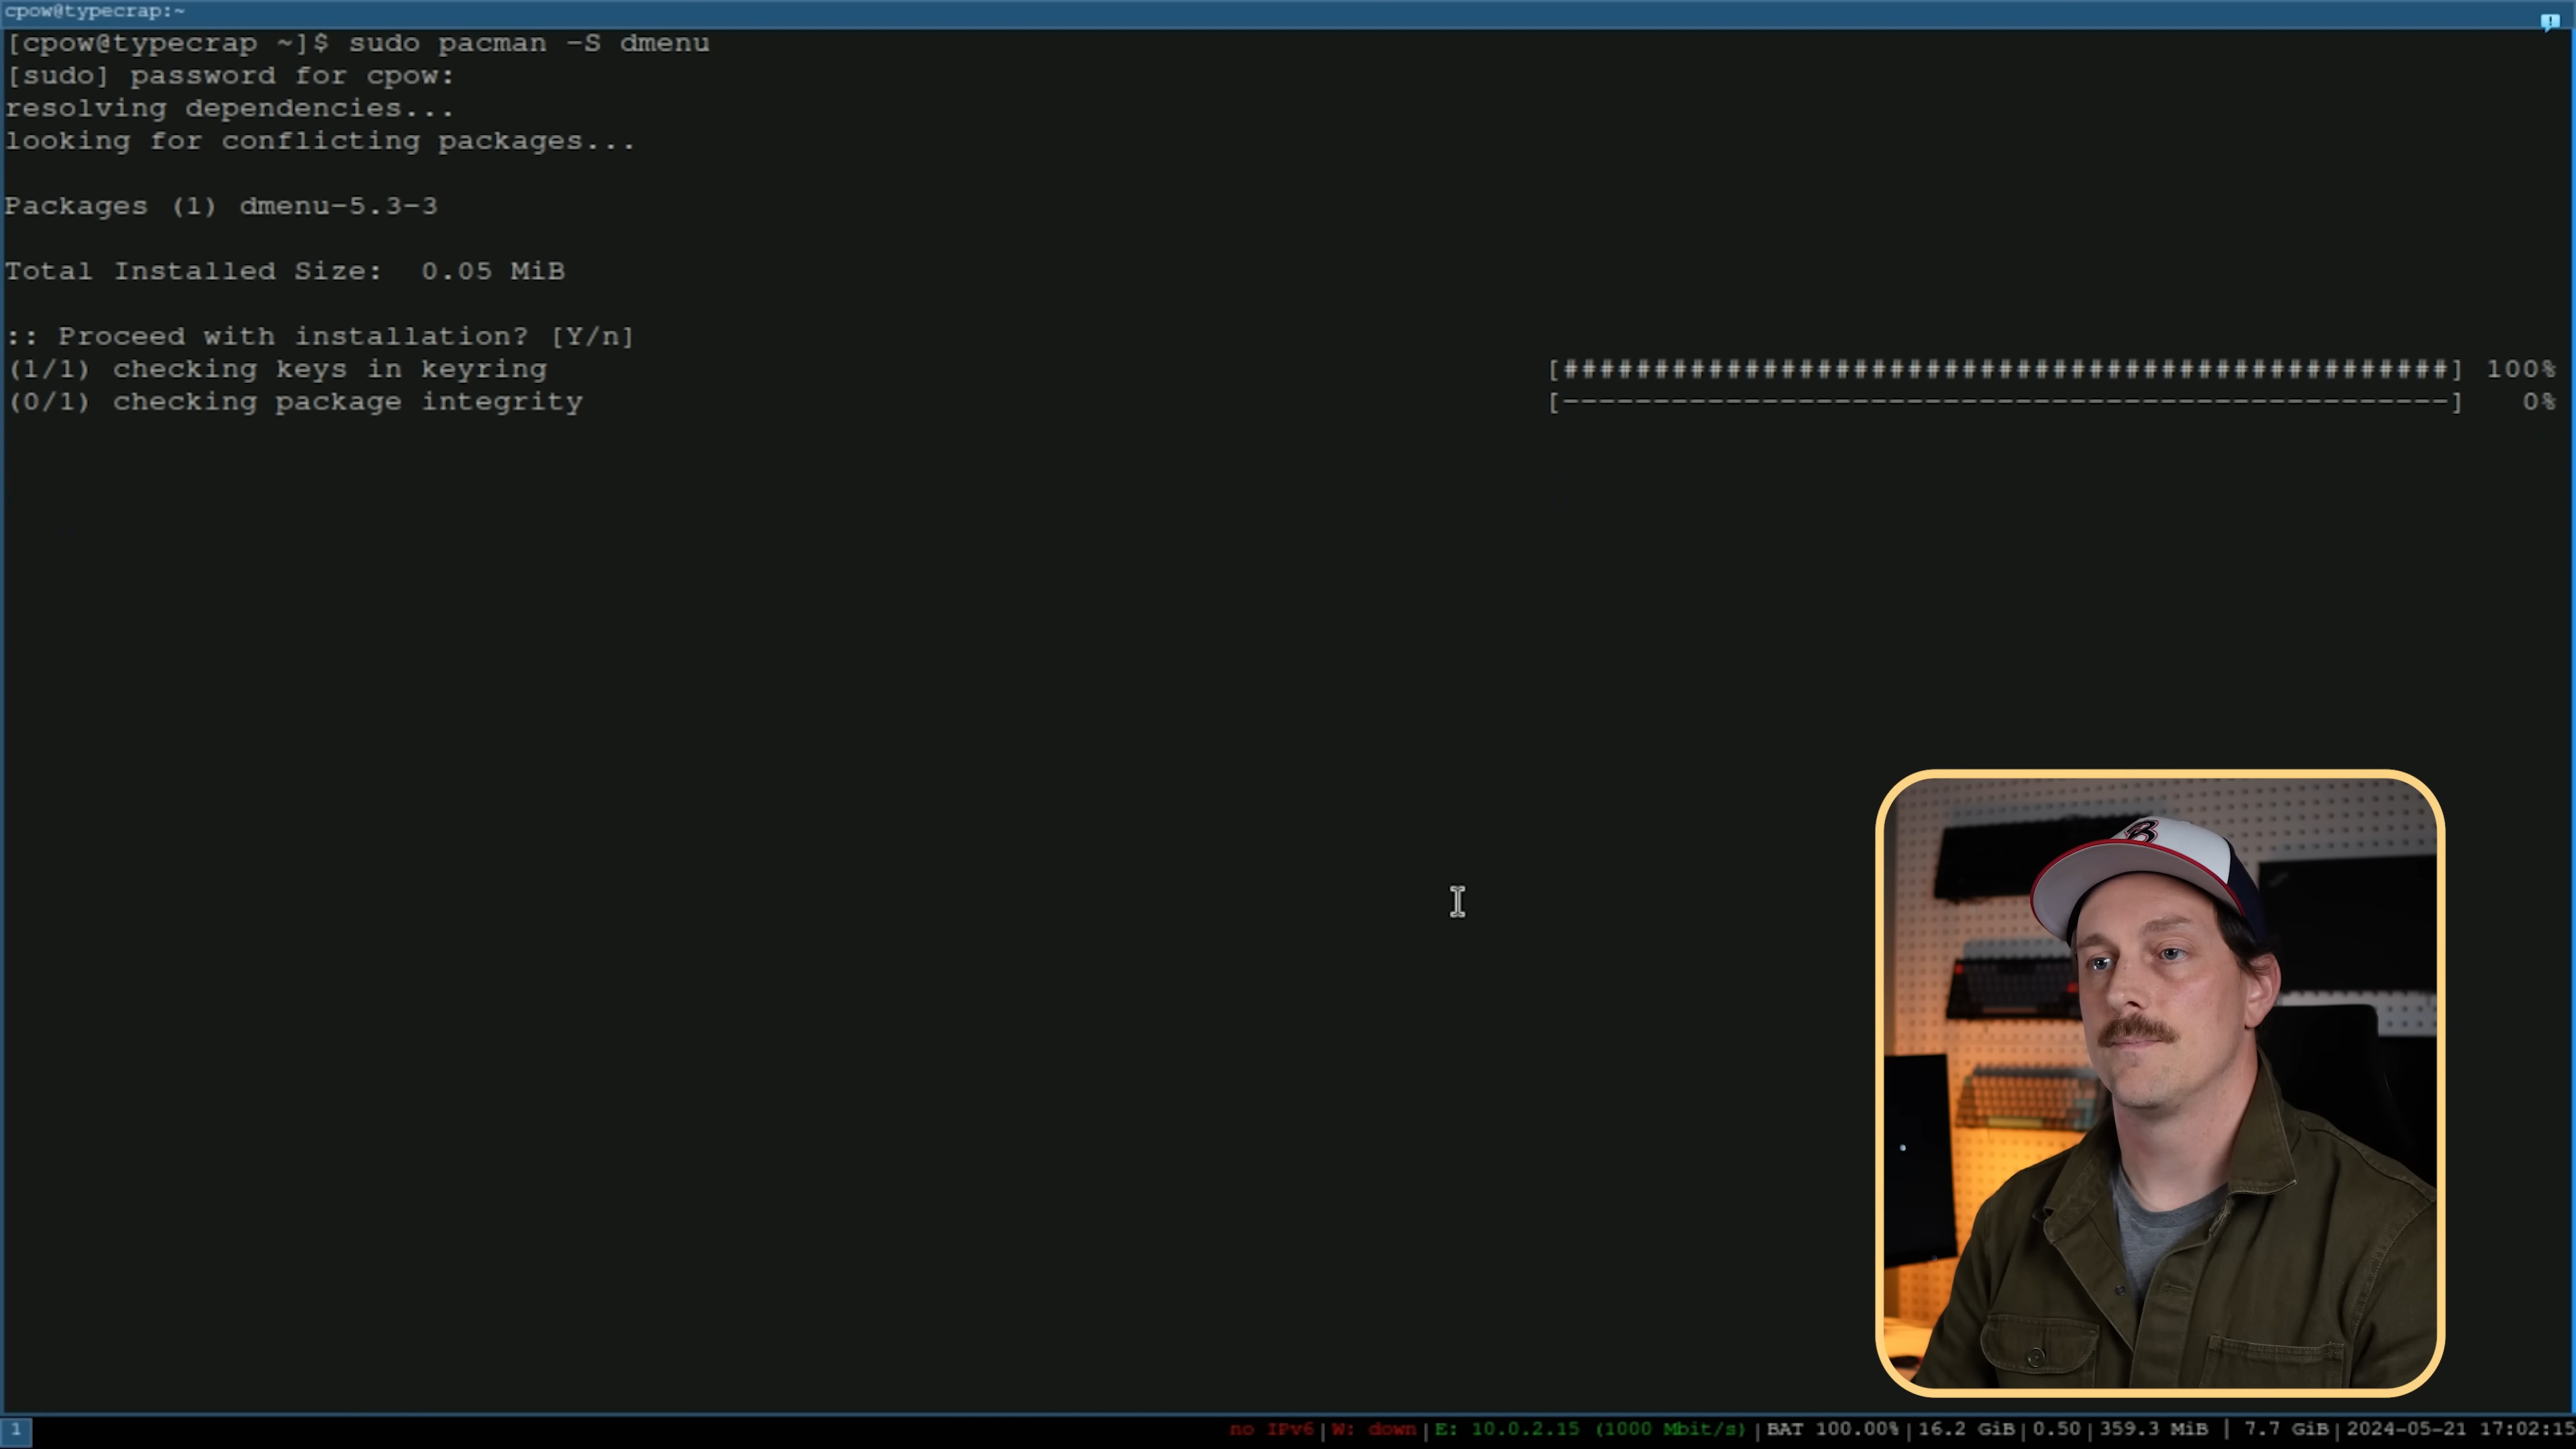 cpow@typecrap:~
[cpow@typecrap ~]$ sudo pacman -S dmenu
[sudo] password for cpow:
resolving dependencies...
looking for conflicting packages...
Packages (1) dmenu-5.3-3
Total Installed Size:  0.05 MiB
:: Proceed with installation? [Y/n]
(1/1) checking keys in keyring [#################################################] 100%
(0/1) checking package integrity [-------------------------------------------------] 0%
B
1 no IPv6|W: down|E: 10.0.2.15 (1000 Mbit/s)|BAT 100.00%|16.2 GiB|0.50|359.3 MiB | 7.7 GiB|2024-05-21 17:02:15